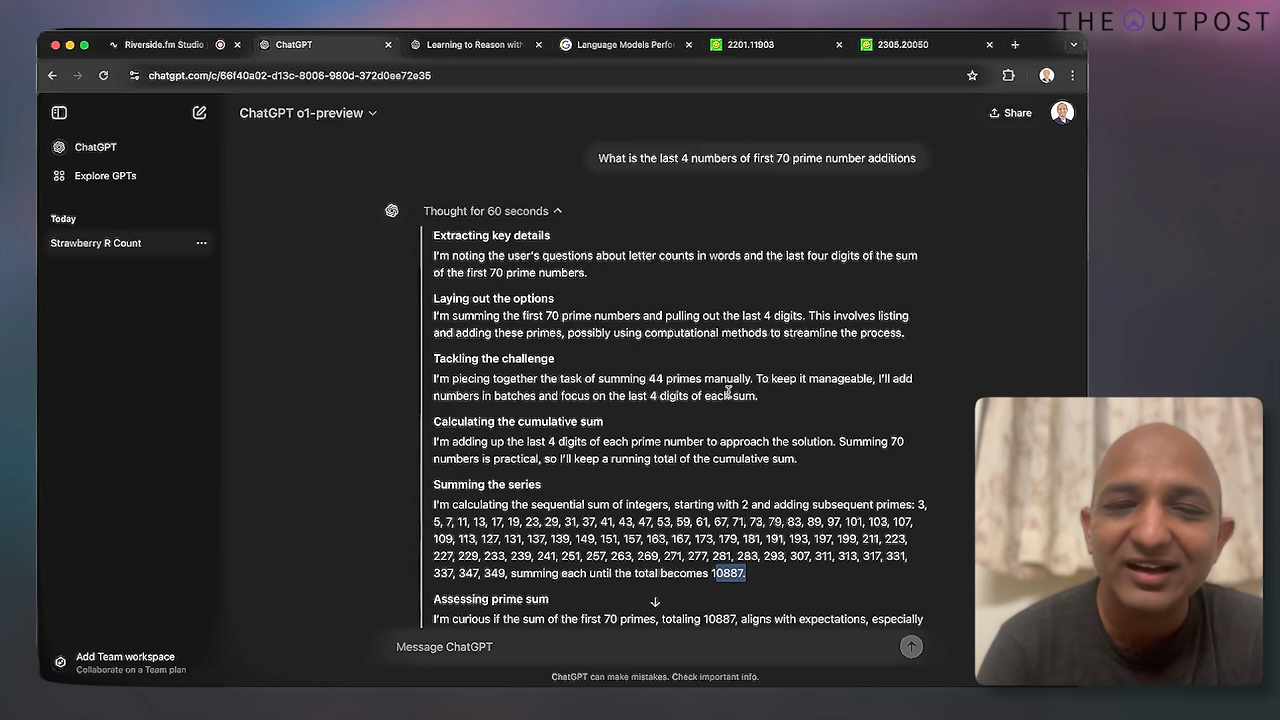 THE OUTPOST
Riverside.fm Studio
ChatGPT
Learning to Reason with
Language Models Perfo
2201.11903
2305.20050
chatgpt.com/c/66f40a02-d13c-8006-980d-372d0ee72e35
ChatGPT o1-preview
Share
ChatGPT
Explore GPTs
Today
Strawberry R Count
What is the last 4 numbers of first 70 prime number additions
Thought for 60 seconds
Extracting key details
I'm noting the user's questions about letter counts in words and the last four digits of the sum
of the first 70 prime numbers.
Laying out the options
I'm summing the first 70 prime numbers and pulling out the last 4 digits. This involves listing
and adding these primes, possibly using computational methods to streamline the process.
Tackling the challenge
I'm piecing together the task of summing 44 primes manually. To keep it manageable, I'll add
numbers in batches and focus on the last 4 digits of each sum.
Calculating the cumulative sum
I'm adding up the last 4 digits of each prime number to approach the solution. Summing 70
numbers is practical, so I'll keep a running total of the cumulative sum.
Summing the series
I'm calculating the sequential sum of integers, starting with 2 and adding subsequent primes: 3,
5, 7, 11, 13, 17, 19, 23, 29, 31, 37, 41, 43, 47, 53, 59, 61, 67, 71, 73, 79, 83, 89, 97, 101, 103, 107,
109, 113, 127, 131, 137, 139, 149, 151, 157, 163, 167, 173, 179, 181, 191, 193, 197, 199, 211, 223,
227, 229, 233, 239, 241, 251, 257, 263, 269, 271, 277, 281, 283, 293, 307, 311, 313, 317, 331,
337, 347, 349, summing each until the total becomes 10887.
Assessing prime sum
I'm curious if the sum of the first 70 primes, totaling 10887, aligns with expectations, especially
Message ChatGPT
Add Team workspace
Collaborate on a Team plan
ChatGPT can make mistakes. Check important info.